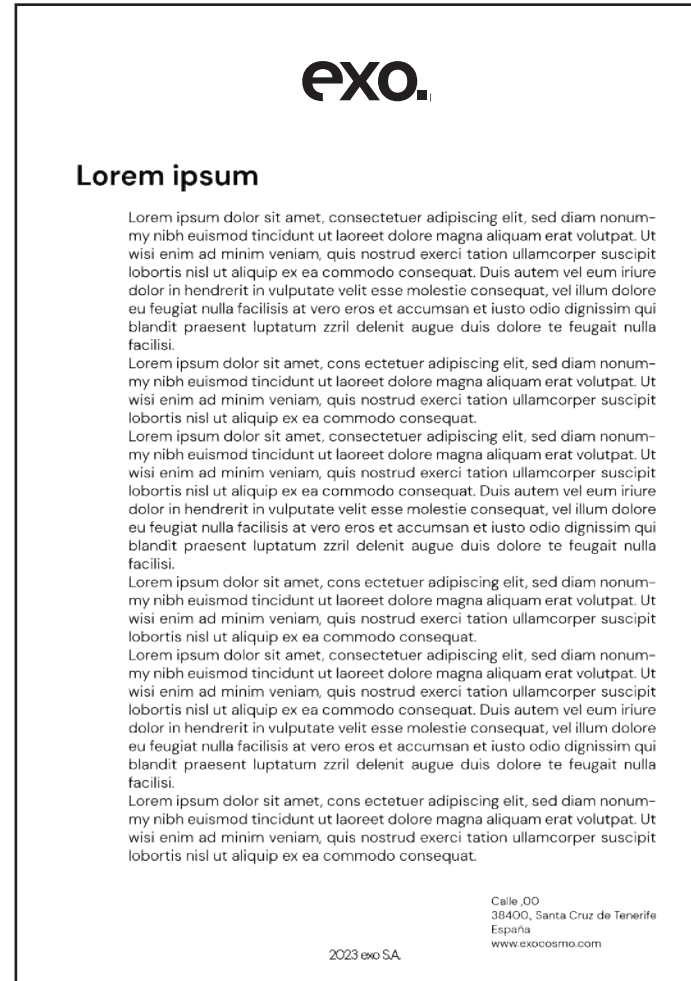 exo.
Lorem ipsum
Lorem ipsum dolor sit amet, consectetuer adipiscing elit, sed diam nonum-
my nibh euismod tincidunt ut laoreet dolore magna aliquam erat volutpat. Ut
wisi enim ad minim veniam, quis nostrud exerci tation ullamcorper suscipit
lobortis nisl ut aliquip ex ea commodo consequat. Duis autem vel eum iriure
dolor in hendrerit in vulputate velit esse molestie consequat, vel illum dolore
eu feugiat nulla facilisis at vero eros et accumsan et iusto odio dignissim qui
blandit praesent luptatum zzril delenit augue duis dolore te feugait nulla
facilisi.
Lorem ipsum dolor sit amet, cons ectetuer adipiscing elit, sed diam nonum-
my nibh euismod tincidunt ut laoreet dolore magna aliquam erat volutpat. Ut
wisi enim ad minim veniam, quis nostrud exerci tation ullamcorper suscipit
lobortis nisl ut aliquip ex ea commodo consequat.
Lorem ipsum dolor sit amet, consectetuer adipiscing elit, sed diam nonum-
my nibh euismod tincidunt ut laoreet dolore magna aliquam erat volutpat. Ut
wisi enim ad minim veniam, quis nostrud exerci tation ullamcorper suscipit
lobortis nisl ut aliquip ex ea commodo consequat. Duis autem vel eum iriure
dolor in hendrerit in vulputate velit esse molestie consequat, vel illum dolore
eu feugiat nulla facilisis at vero eros et accumsan et iusto odio dignissim qui
blandit praesent luptatum zzril delenit augue duis dolore te feugait nulla
facilisi.
Lorem ipsum dolor sit amet, cons ectetuer adipiscing elit, sed diam nonum-
my nibh euismod tincidunt ut laoreet dolore magna aliquam erat volutpat. Ut
wisi enim ad minim veniam, quis nostrud exerci tation ullamcorper suscipit
lobortis nisl ut aliquip ex ea commodo consequat.
Lorem ipsum dolor sit amet, consectetuer adipiscing elit, sed diam nonum-
my nibh euismod tincidunt ut laoreet dolore magna aliquam erat volutpat. Ut
wisi enim ad minim veniam, quis nostrud exerci tation ullamcorper suscipit
lobortis nisl ut aliquip ex ea commodo consequat. Duis autem vel eum iriure
dolor in hendrerit in vulputate velit esse molestie consequat, vel illum dolore
eu feugiat nulla facilisis at vero eros et accumsan et iusto odio dignissim qui
blandit praesent luptatum zzril delenit augue duis dolore te feugait nulla
facilisi.
Lorem ipsum dolor sit amet, cons ectetuer adipiscing elit, sed diam nonum-
my nibh euismod tincidunt ut laoreet dolore magna aliquam erat volutpat. Ut
wisi enim ad minim veniam, quis nostrud exerci tation ullamcorper suscipit
lobortis nisl ut aliquip ex ea commodo consequat.
Calle ,00
38400, Santa Cruz de Tenerife
España
www.exocosmo.com
2023 exo S.A.